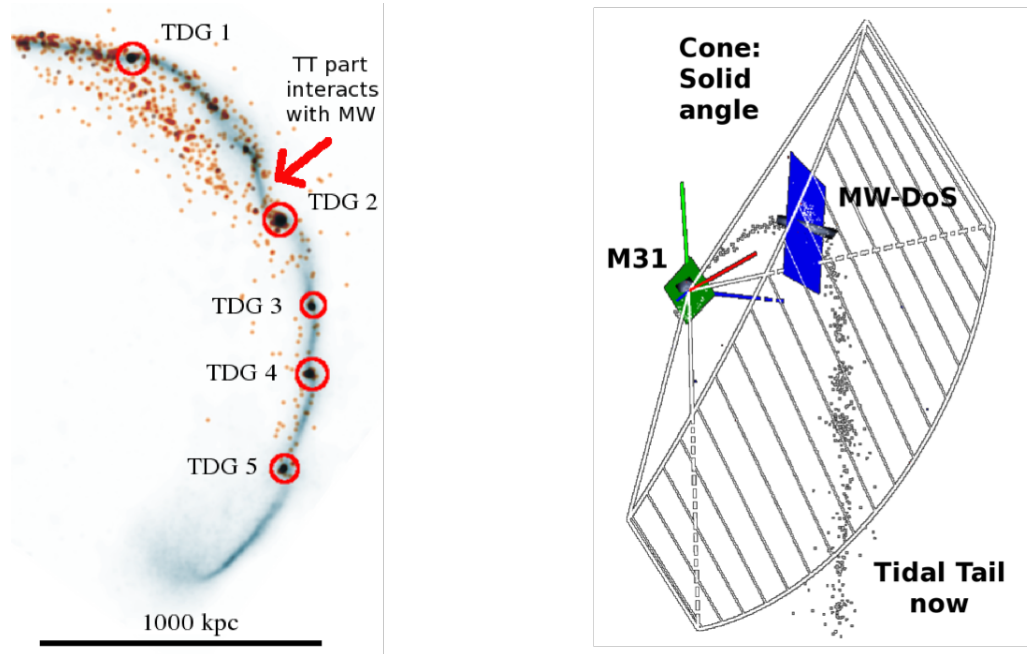 TDG 1
TT part
interacts
with MW
TDG 2
TDG 3
TDG 4
TDG 5
1000 kpc
Cone:
Solid
angle
MW-DoS
M31
Tidal Tail
now